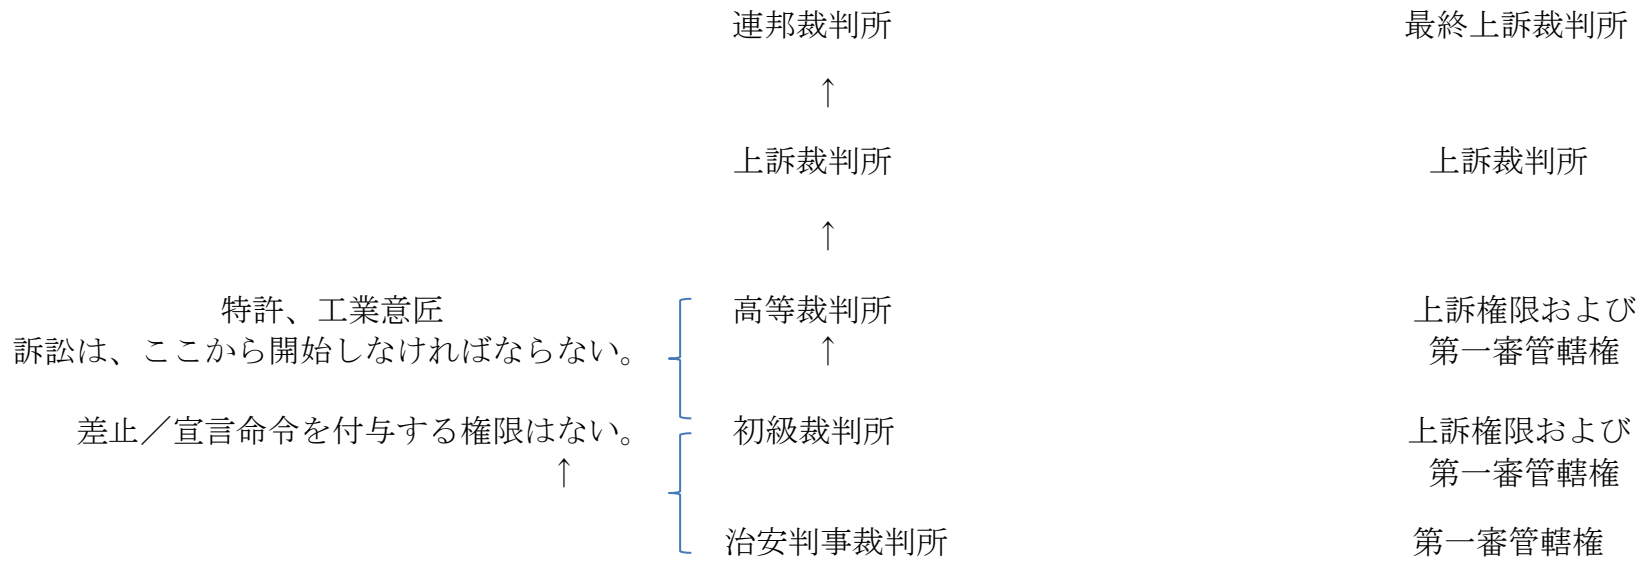 連邦裁判所 最終上訴裁判所
↑
上訴裁判所 上訴裁判所
↑
特許、工業意匠 高等裁判所 上訴権限および
訴訟は、ここから開始しなければならない。 ↑ 第一審管轄権
差止／宣言命令を付与する権限はない。 初級裁判所 上訴権限および
↑ 第一審管轄権
治安判事裁判所 第一審管轄権